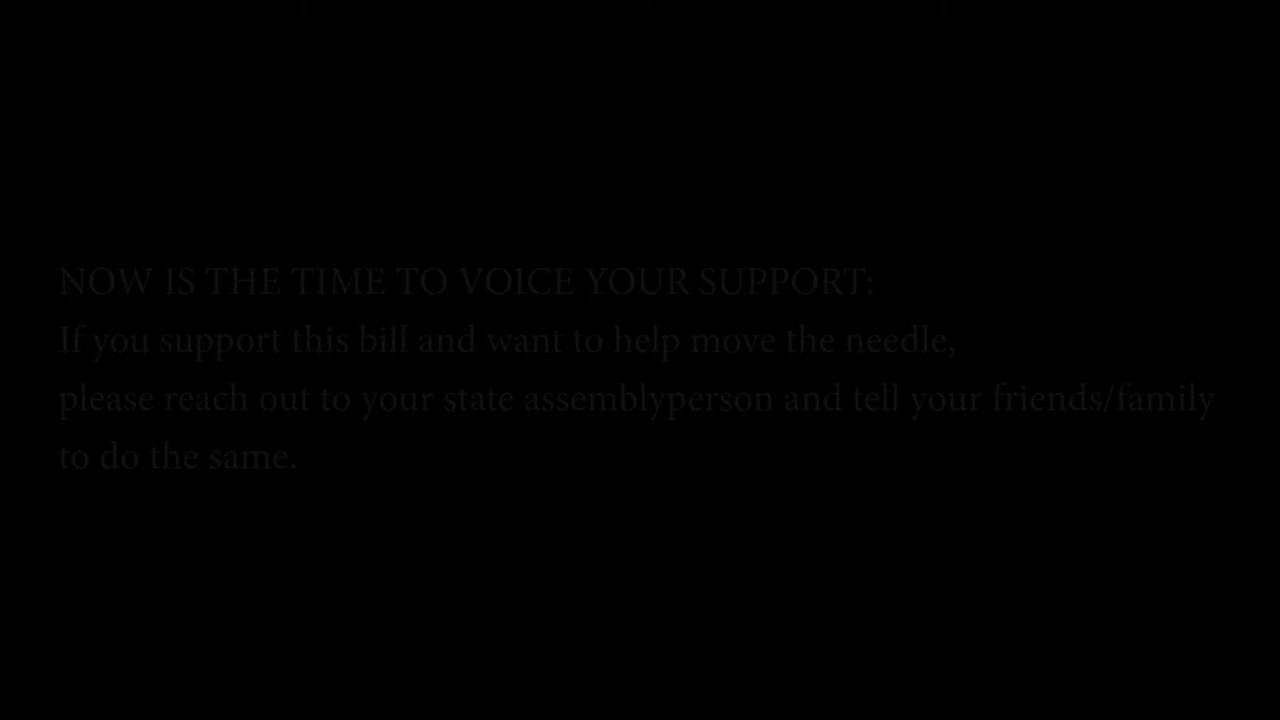 NOW IS THE TIME TO VOICE YOUR SUPPORT:
If you support this bill and want to help move the needle,
please reach out to your state assemblyperson and tell your friends/family
to do the same.